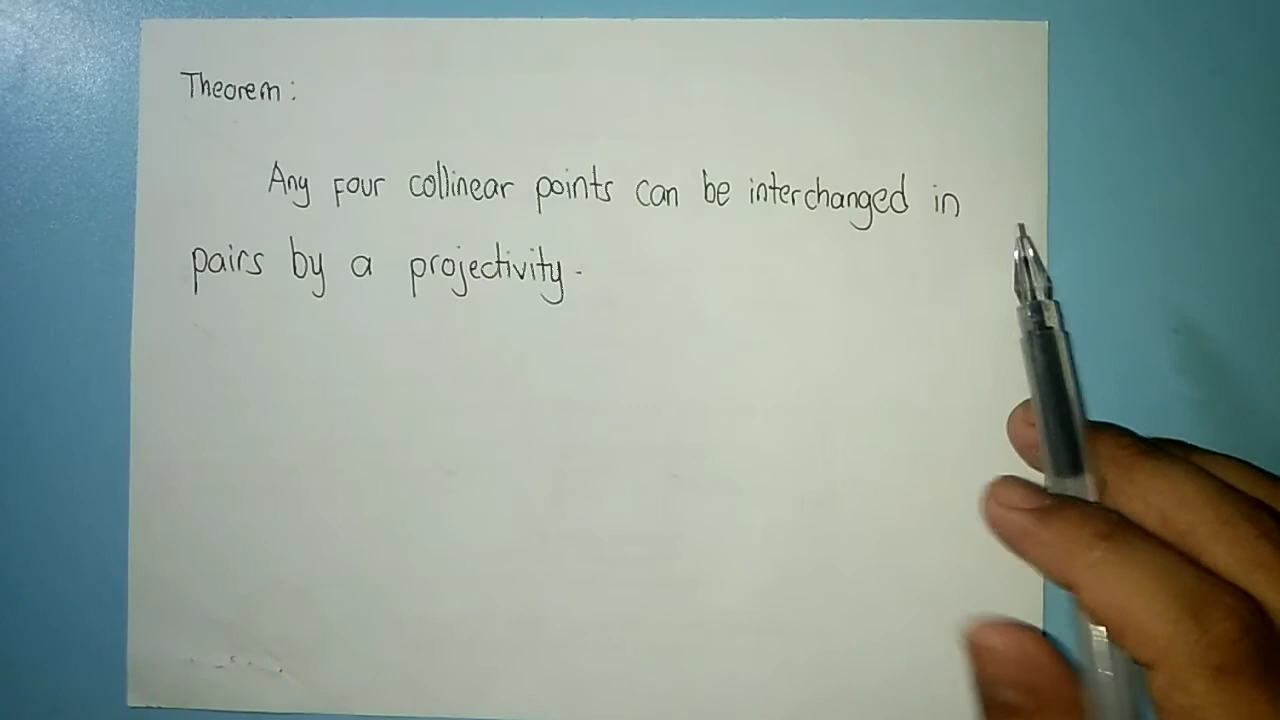 Theorem:
Any four collinear points can be interchanged in
pairs by a projectivity.